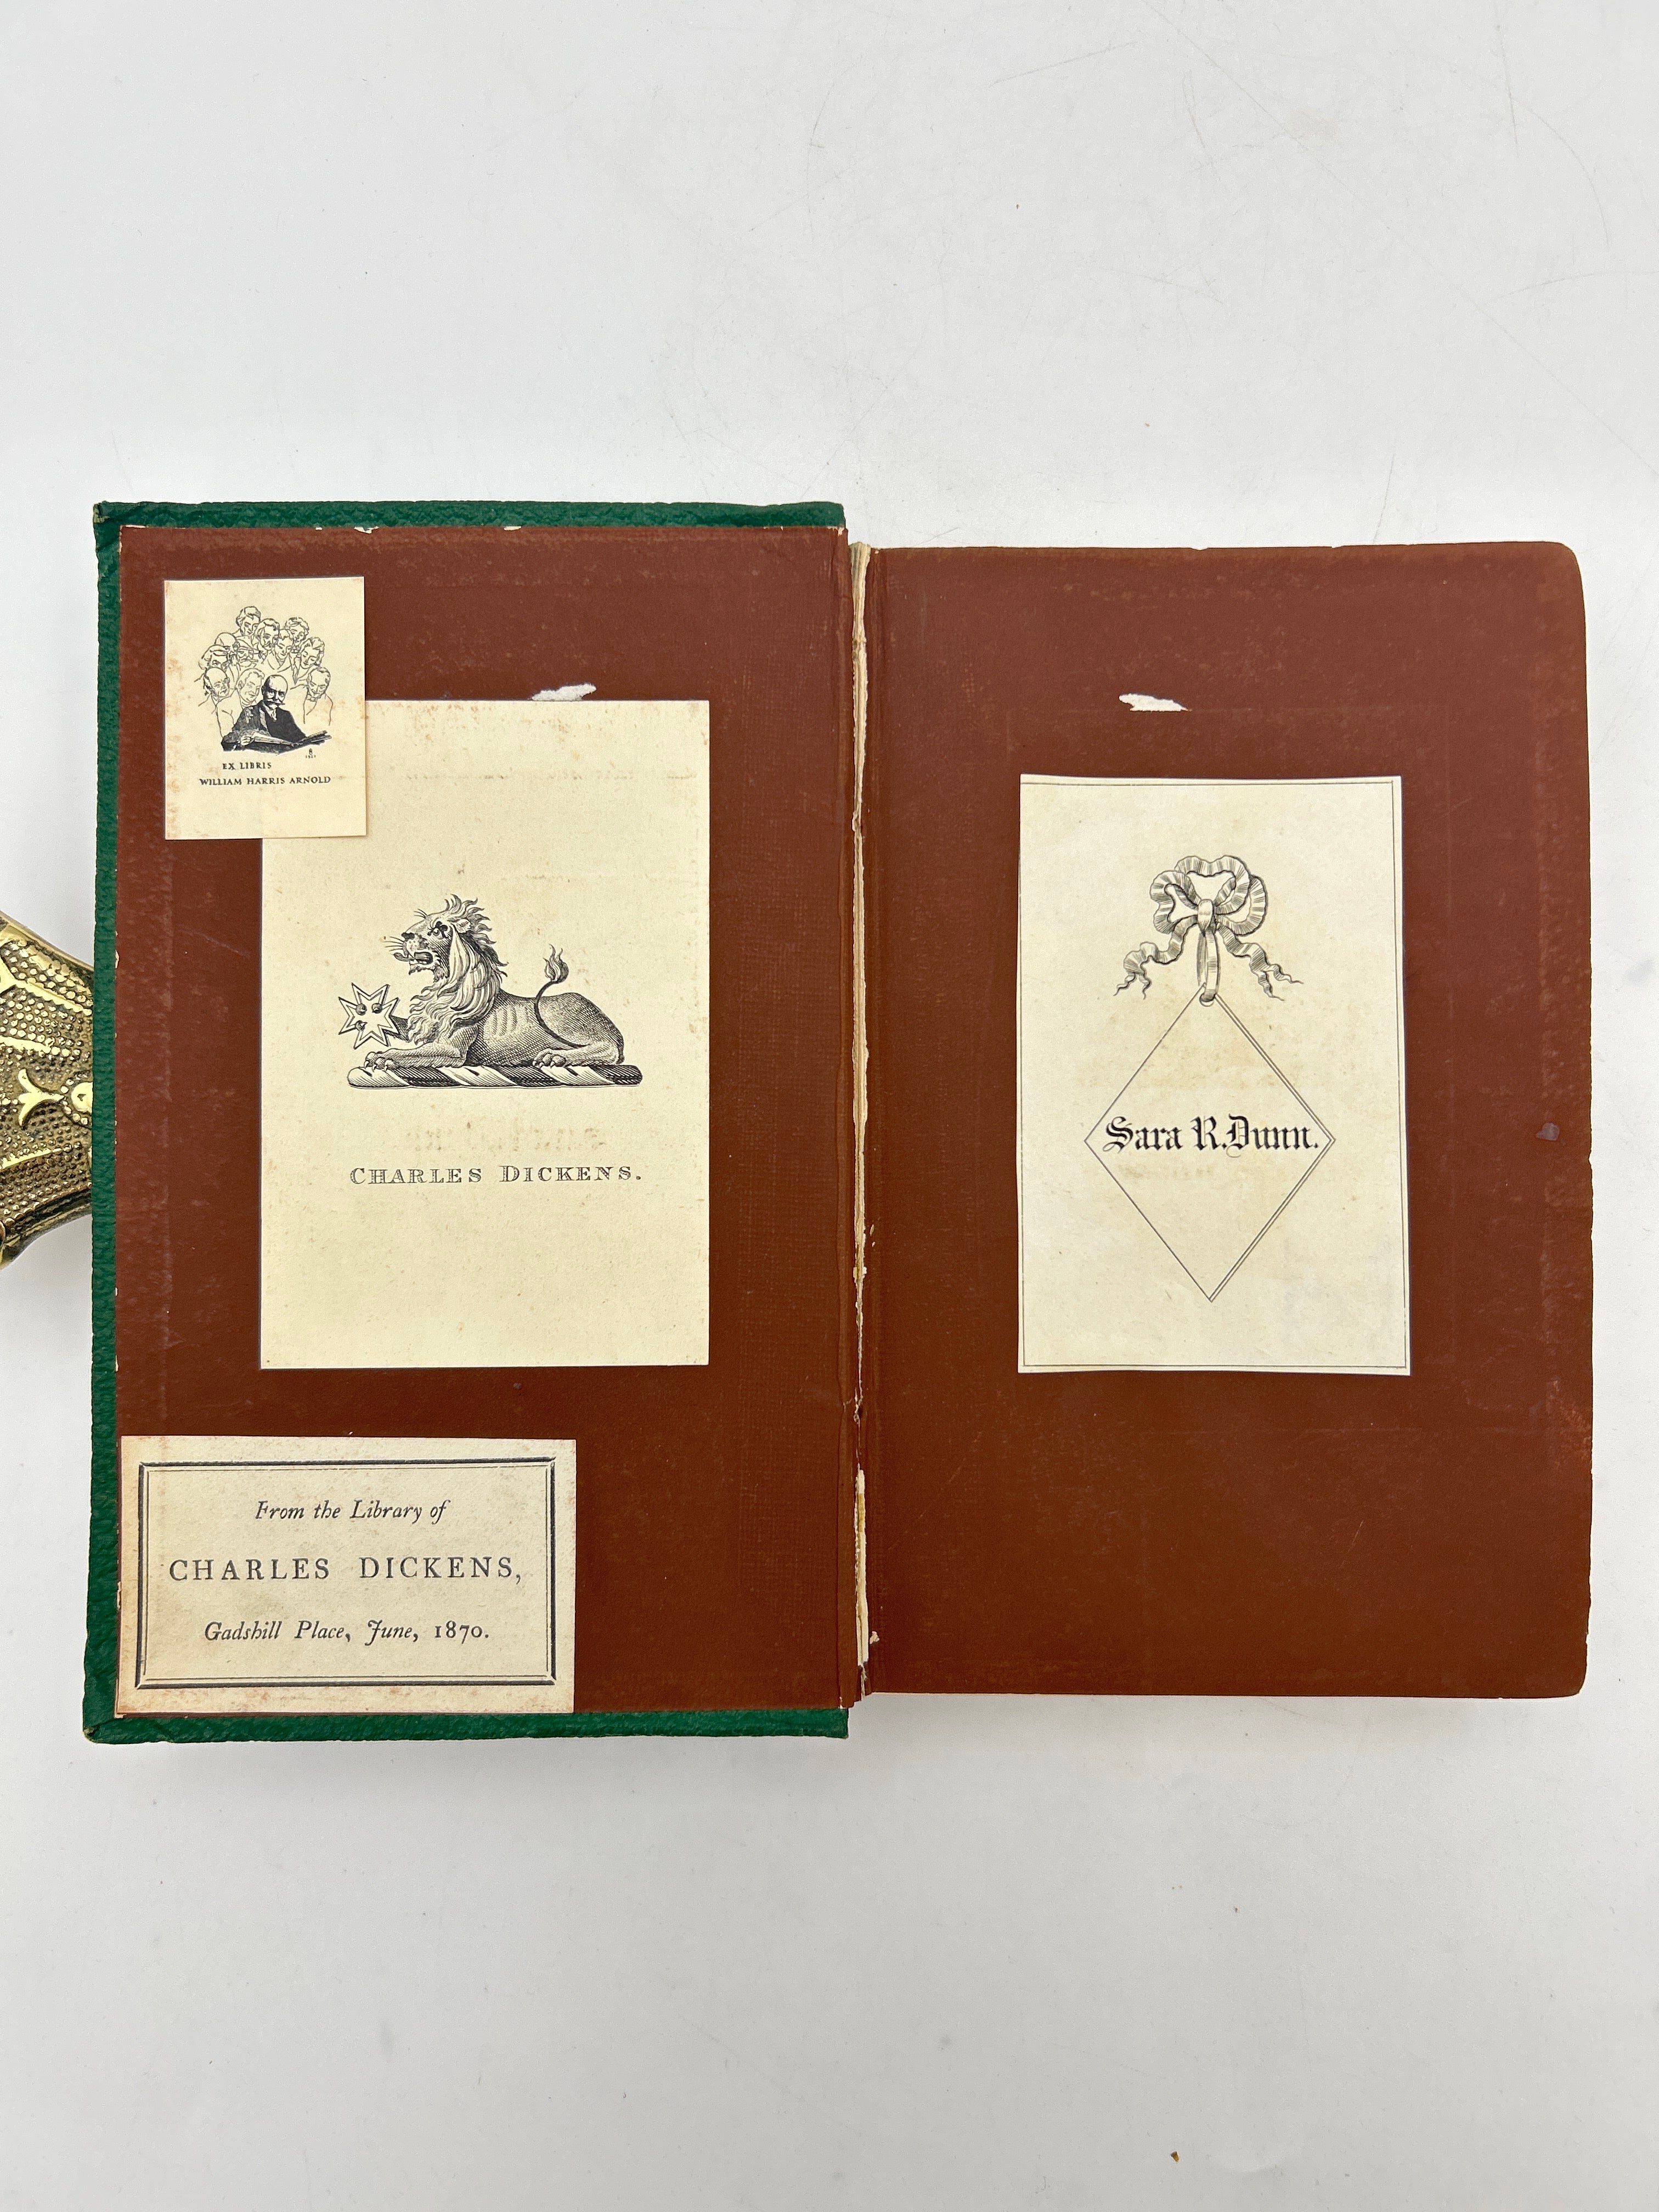 EX LIBRIS
WILLIAM HARRIS ARNOLD
CHARLES DICKENS.
From the Library of
CHARLES DICKENS,
Gadshill Place, June, 1870.
Sara R. Dunn.